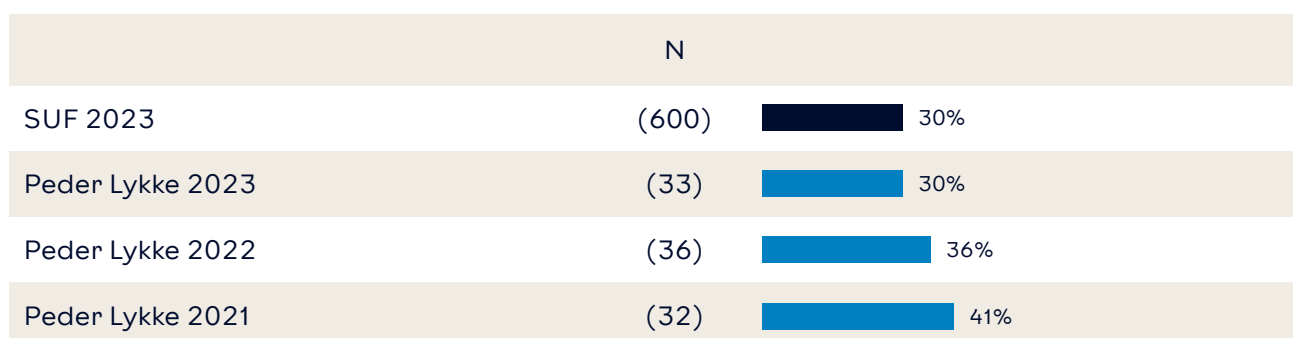 N
SUF 2023 (600) 30%
Peder Lykke 2023 (33) 30%
Peder Lykke 2022 (36) 36%
Peder Lykke 2021 (32) 41%